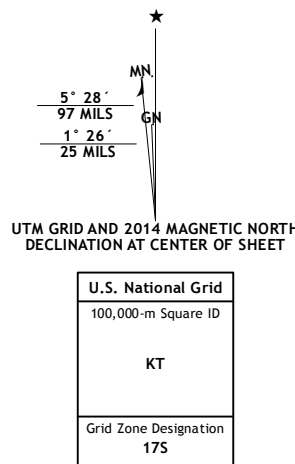 ★
MN.
5° 28´
97 MILS
GN
1° 26´
25 MILS
UTM GRID AND 2014 MAGNETIC NORTH
DECLINATION AT CENTER OF SHEET
U.S. National Grid
100,000-m Square ID
KT
Grid Zone Designation
17S